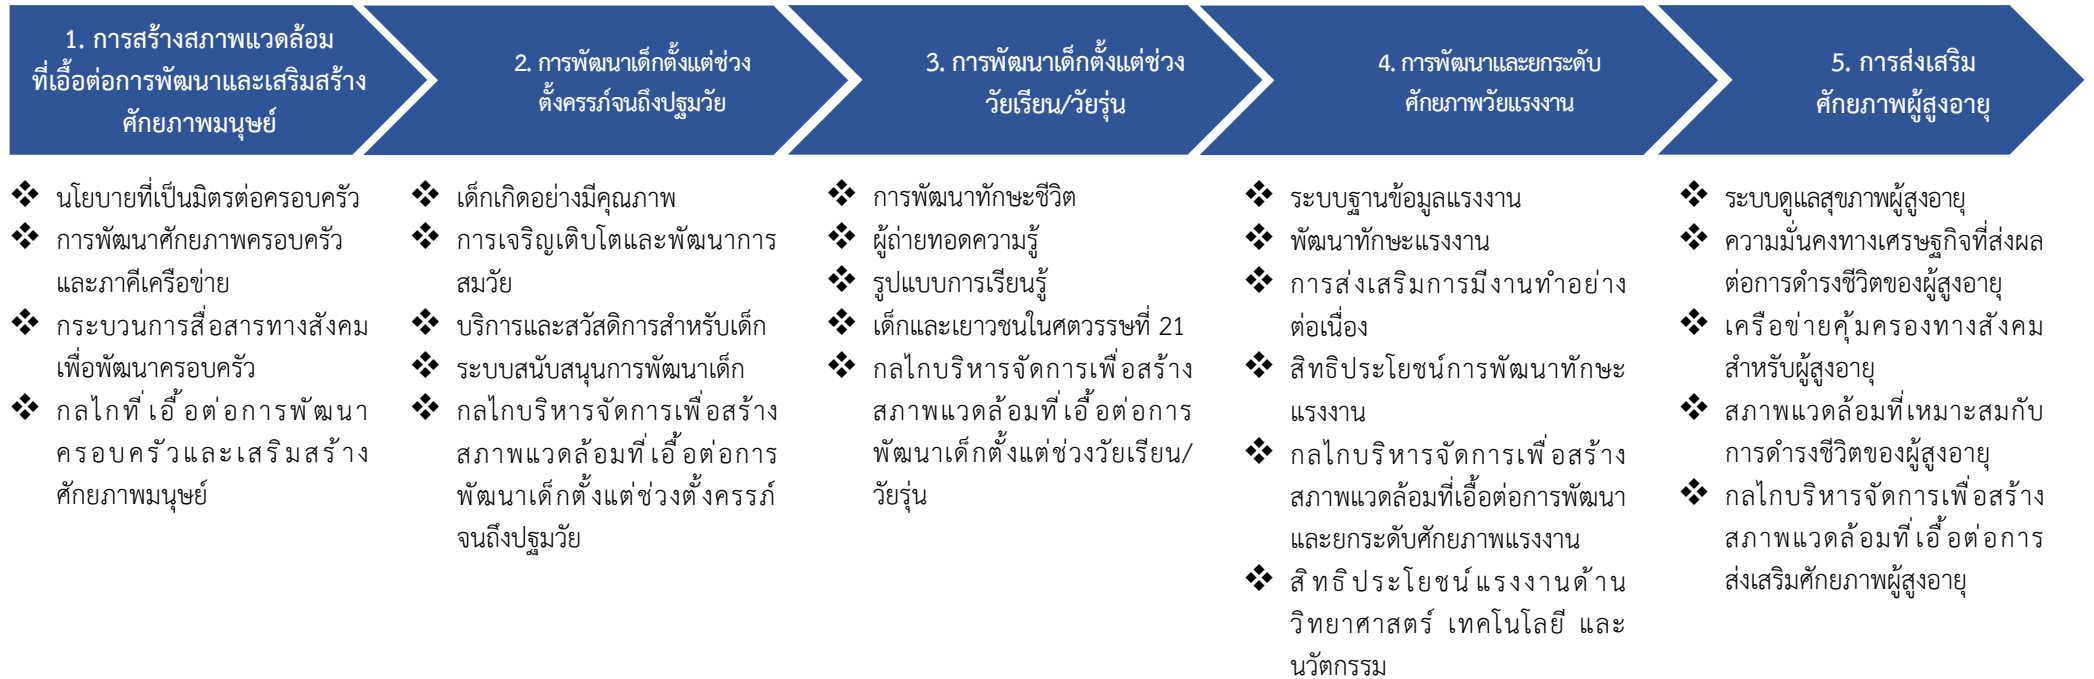 1. การสร้างสภาพแวดล้อม
ที่เอื้อต่อการพัฒนาและเสริมสร้าง
ศักยภาพมนุษย์
❖ นโยบายที่เป็นมิตรต่อครอบครัว
❖ การพัฒนาศักยภาพครอบครัว
และภาคีเครือข่าย
❖ กระบวนการสื่อสารทางสังคม
เพื่อพัฒนาครอบครัว
❖ กลไกที่เอื้อต่อการพัฒนา
ครอบครัวและเสริมสร้าง
ศักยภาพมนุษย์
2. การพัฒนาเด็กตั้งแต่ช่วง
ตั้งครรภ์จนถึงปฐมวัย
❖ เด็กเกิดอย่างมีคุณภาพ
❖ การเจริญเติบโตและพัฒนาการ
สมวัย
❖ บริการและสวัสดิการสำหรับเด็ก
❖ ระบบสนับสนุนการพัฒนาเด็ก
❖ กลไกบริหารจัดการเพื่อสร้าง
สภาพแวดล้อมที่เอื้อต่อการ
พัฒนาเด็กตั้งแต่ช่วงตั้งครรภ์
จนถึงปฐมวัย
3. การพัฒนาเด็กตั้งแต่ช่วง
วัยเรียน/วัยรุ่น
❖ การพัฒนาทักษะชีวิต
❖ ผู้ถ่ายทอดความรู้
❖ รูปแบบการเรียนรู้
❖ เด็กและเยาวชนในศตวรรษที่ 21
❖ กลไกบริหารจัดการเพื่อสร้าง
สภาพแวดล้อมที่เอื้อต่อการ
พัฒนาเด็กตั้งแต่ช่วงวัยเรียน/
วัยรุ่น
4. การพัฒนาและยกระดับ
ศักยภาพวัยแรงงาน
❖ ระบบฐานข้อมูลแรงงาน
❖ พัฒนาทักษะแรงงาน
❖ การส่งเสริมการมีงานทำอย่าง
ต่อเนื่อง
❖ สิทธิประโยชน์การพัฒนาทักษะ
แรงงาน
❖ กลไกบริหารจัดการเพื่อสร้าง
สภาพแวดล้อมที่เอื้อต่อการพัฒนา
และยกระดับศักยภาพแรงงาน
❖ สิทธิประโยชน์แรงงานด้าน
วิทยาศาสตร์ เทคโนโลยี และ
นวัตกรรม
5. การส่งเสริม
ศักยภาพผู้สูงอายุ
❖ ระบบดูแลสุขภาพผู้สูงอายุ
❖ ความมั่นคงทางเศรษฐกิจที่ส่งผล
ต่อการดำรงชีวิตของผู้สูงอายุ
❖ เครือข่ายคุ้มครองทางสังคม
สำหรับผู้สูงอายุ
❖ สภาพแวดล้อมที่เหมาะสมกับ
การดำรงชีวิตของผู้สูงอายุ
❖ กลไกบริหารจัดการเพื่อสร้าง
สภาพแวดล้อมที่เอื้อต่อการ
ส่งเสริมศักยภาพผู้สูงอายุ